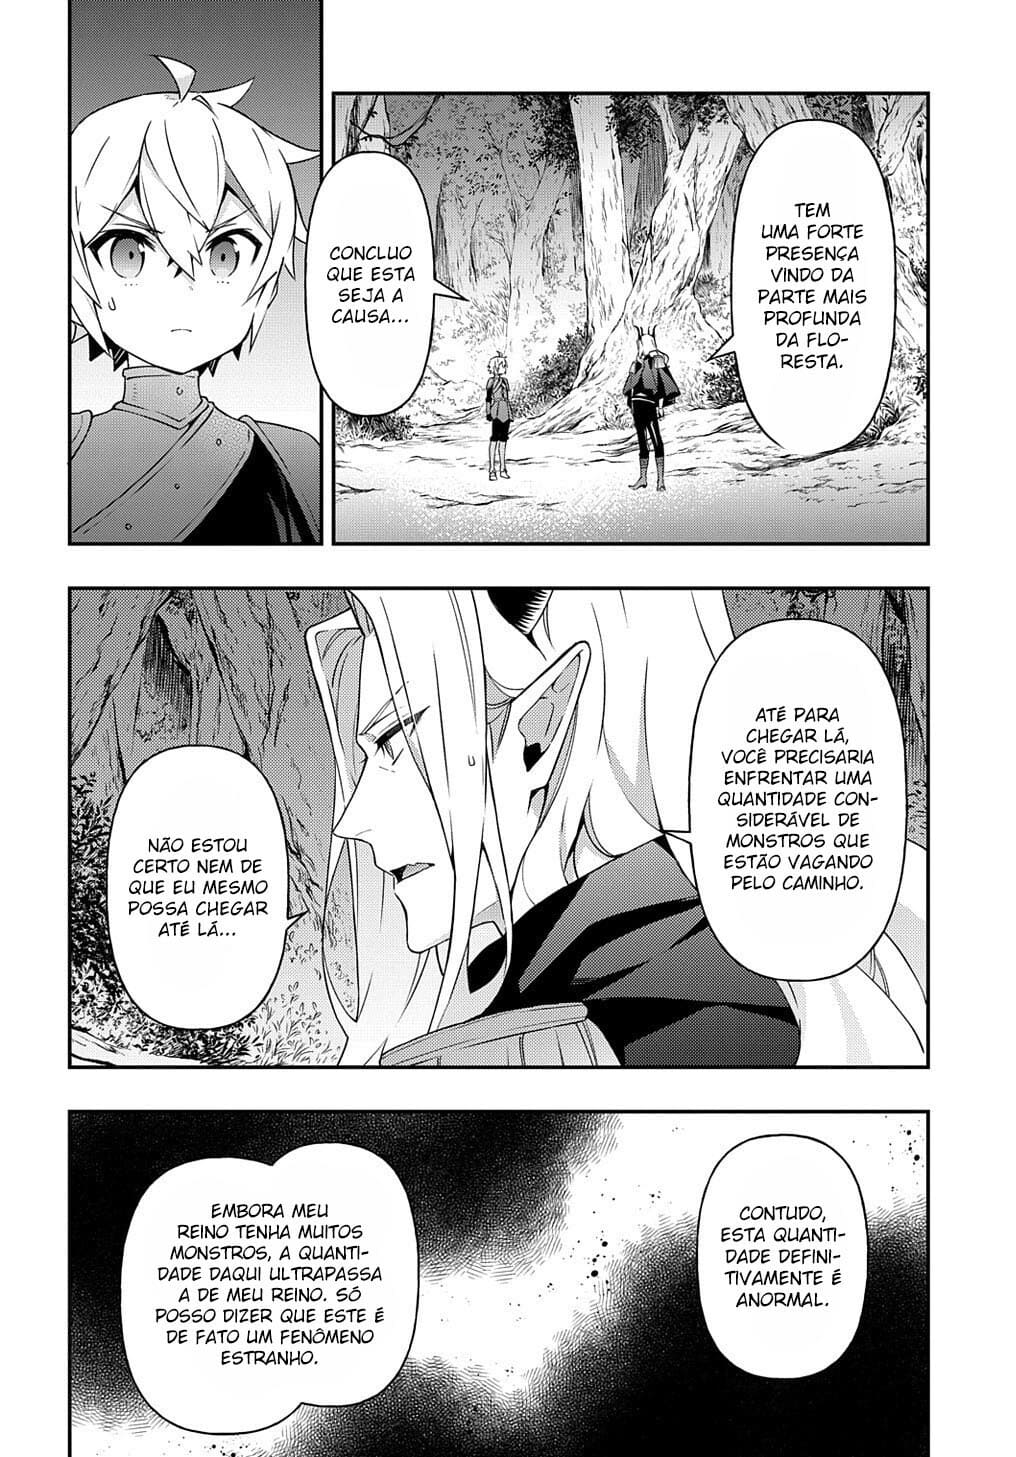 TEM
UMA FORTE
PRESENÇA
VINDO DA
PARTE MAIS
PROFUNDA
DA FLO-
RESTA.
CONCLUO
QUE ESTA
SEJA A
CAUSA...
ATÉ PARA
CHEGAR LÁ,
VOCÊ PRECISARIA
ENFRENTAR UMA
QUANTIDADE CON-
SIDERÁVEL DE
MONSTROS QUE
ESTÃO VAGANDO
PELO CAMINHO.
NÃO ESTOU
CERTO NEM DE
QUE EU MESMO
POSSA CHEGAR
ATÉ LÁ...
CONTUDO,
ESTA QUANTI-
DADE DEFINI-
TIVAMENTE É
ANORMAL.
EMBORA MEU
REINO TENHA MUITOS
MONSTROS, A QUANTI-
DADE DAQUI ULTRAPASSA
A DE MEU REINO. SÓ
POSSO DIZER QUE ESTE É
DE FATO UM FENÔMENO
ESTRANHO.